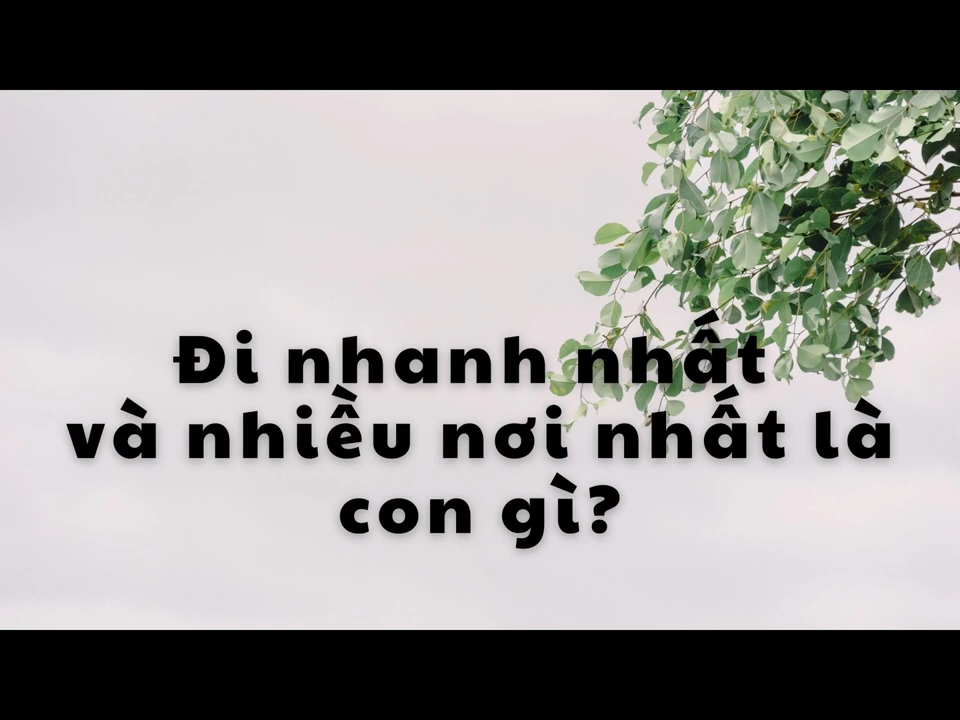 Đi nhanh nhất
và nhiều nơi nhất là
con gì?